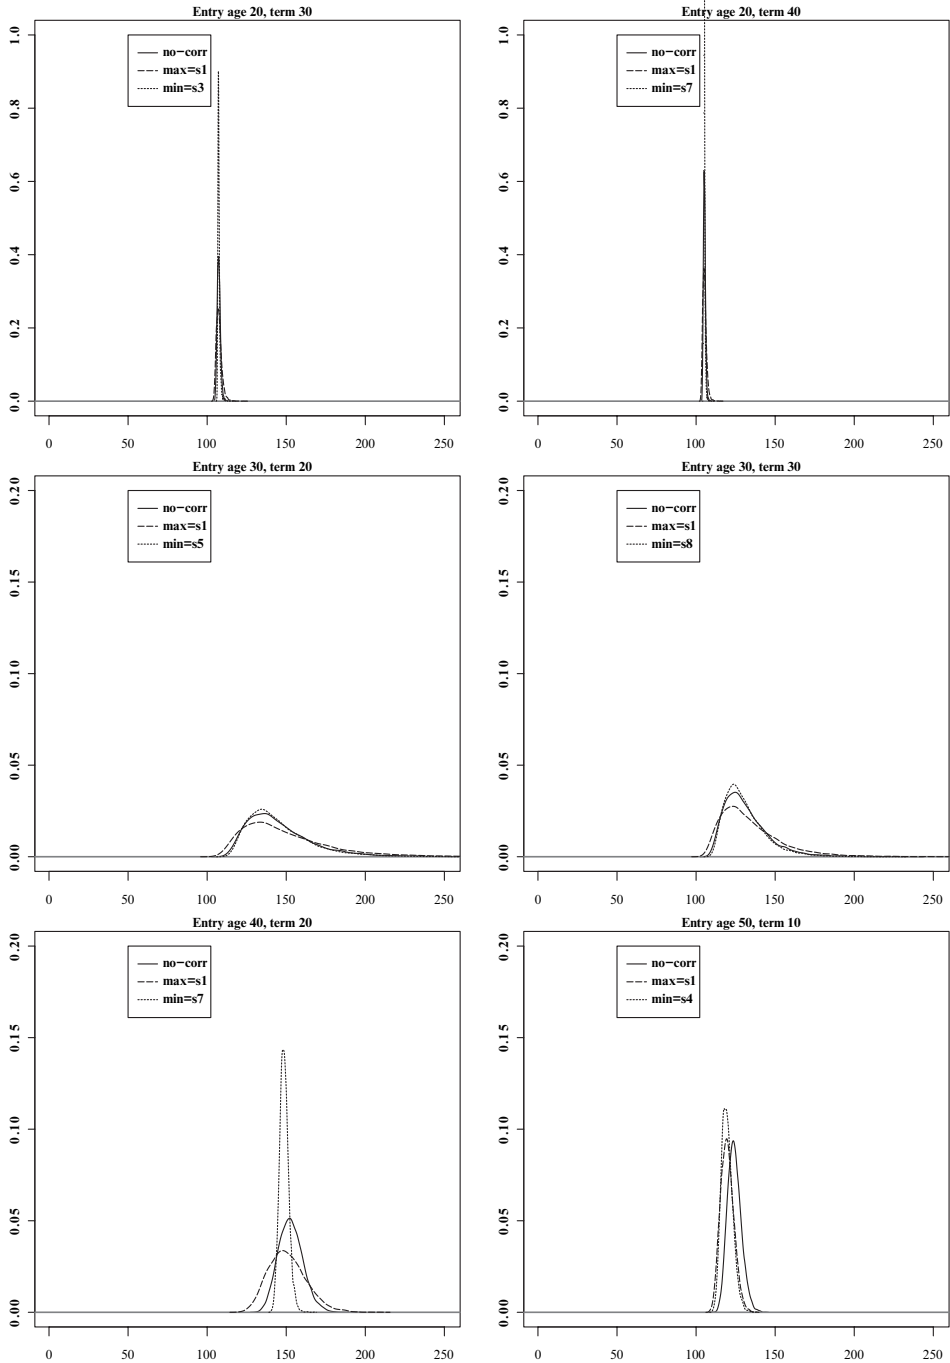 Entry age 20, term 30
1.0
0.8
0.6
0.4
0.2
0.0
no−corr
max=s1
min=s3
0 50 100 150 200 250
Entry age 20, term 40
1.0
0.8
0.6
0.4
0.2
0.0
no−corr
max=s1
min=s7
0 50 100 150 200 250
Entry age 30, term 20
0.20
0.15
0.10
0.05
0.00
no−corr
max=s1
min=s5
0 50 100 150 200 250
Entry age 30, term 30
0.20
0.15
0.10
0.05
0.00
no−corr
max=s1
min=s8
0 50 100 150 200 250
Entry age 40, term 20
0.20
0.15
0.10
0.05
0.00
no−corr
max=s1
min=s7
0 50 100 150 200 250
Entry age 50, term 10
0.20
0.15
0.10
0.05
0.00
no−corr
max=s1
min=s4
0 50 100 150 200 250